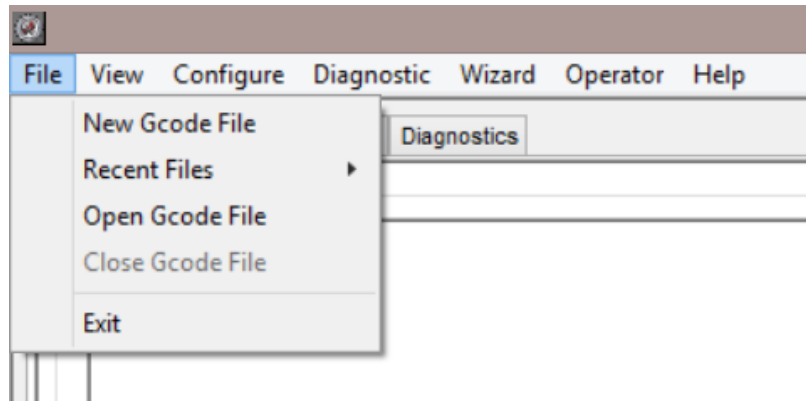 File View Configure Diagnostic Wizard Operator Help
New Gcode File
Diagnostics
Recent Files
Open Gcode File
Close Gcode File
Exit